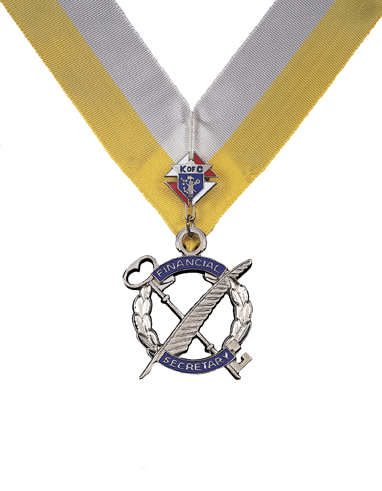 K OF C
FINANCIAL
SECRETARY